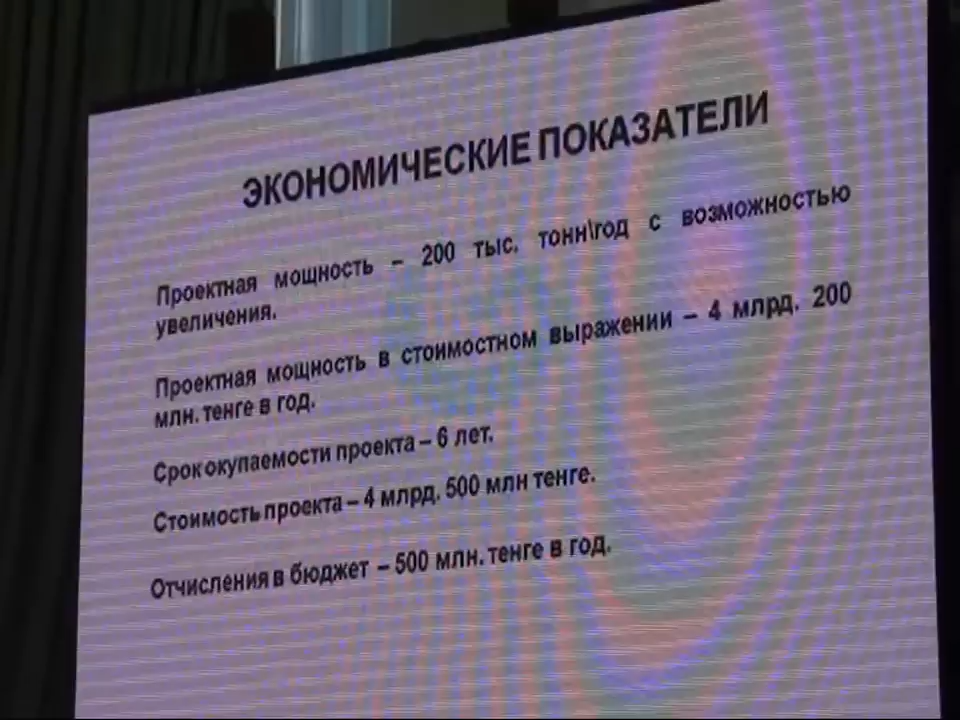 ЭКОНОМИЧЕСКИЕ ПОКАЗАТЕЛИ
Проектная мощность – 200 тыс. тонн\год с возможностью
увеличения.
Проектная мощность в стоимостном выражении – 4 млрд. 200
млн. тенге в год.
Срок окупаемости проекта – 6 лет.
Стоимость проекта – 4 млрд. 500 млн тенге.
Отчисления в бюджет – 500 млн. тенге в год.